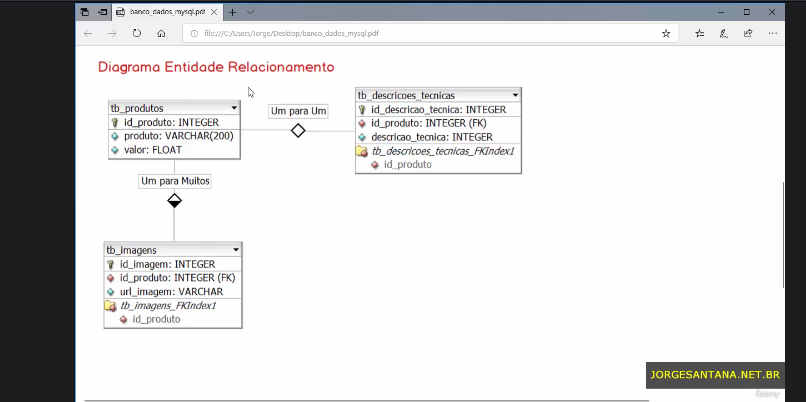 banco_dados_mysql.pdf
file:///C:/Users/Jorge/Desktop/banco_dados_mysql.pdf
Diagrama Entidade Relacionamento
tb_produtos
id_produto: INTEGER
produto: VARCHAR(200)
valor: FLOAT
Um para Um
tb_descricoes_tecnicas
id_descricao_tecnica: INTEGER
id_produto: INTEGER (FK)
descricao_tecnica: INTEGER
tb_descricoes_tecnicas_FKIndex1
id_produto
Um para Muitos
tb_imagens
id_imagem: INTEGER
id_produto: INTEGER (FK)
url_imagem: VARCHAR
tb_imagens_FKIndex1
id_produto
JORGESANTANA.NET.BR
Udemy